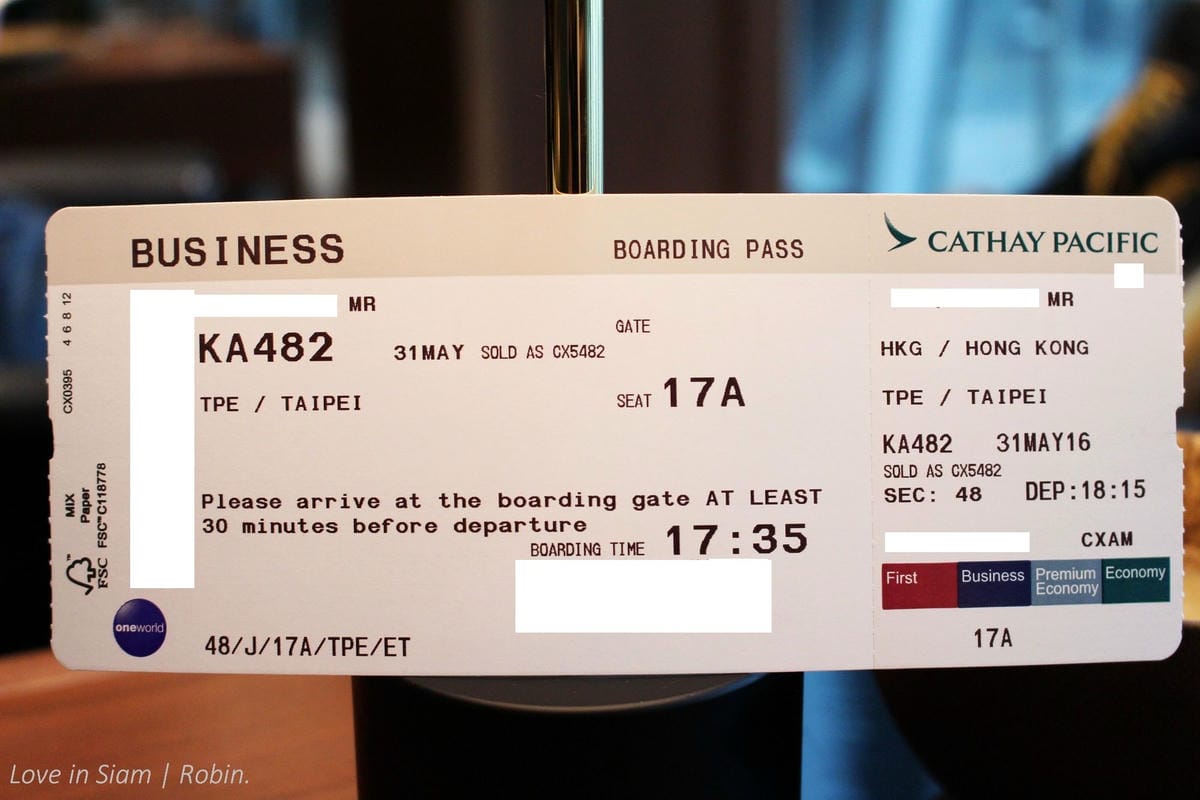 BUSINESS
BOARDING PASS
CATHAY PACIFIC
MR
KA482
31MAY SOLD AS CX5482
GATE
TPE / TAIPEI
SEAT 17A
Please arrive at the boarding gate AT LEAST
30 minutes before departure
BOARDING TIME 17:35
48/J/17A/TPE/ET
oneworld
CX0395 4 6 8 12
MIX
Paper
FSC™ C118778
FSC™
MR
HKG / HONG KONG
TPE / TAIPEI
KA482 31MAY16
SOLD AS CX5482
SEC: 48 DEP:18:15
CXAM
First Business Premium Economy Economy
17A
Love in Siam | Robin.